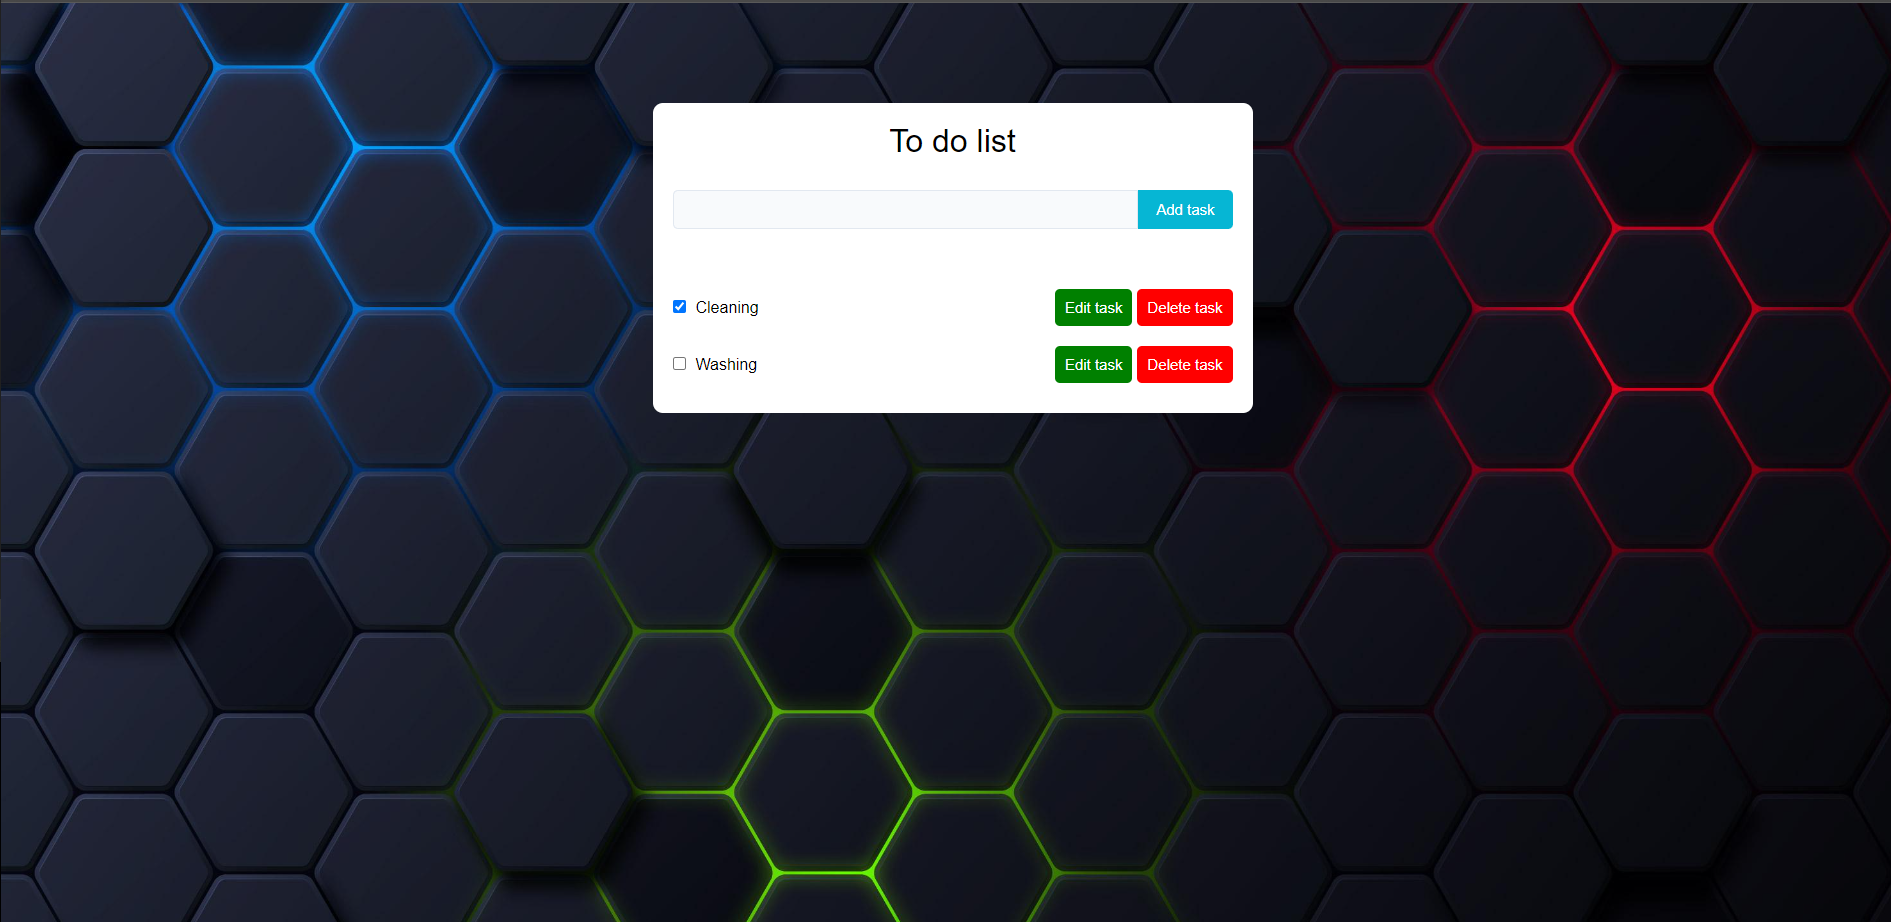 To do list
Add task
Cleaning Edit task Delete task
Washing Edit task Delete task